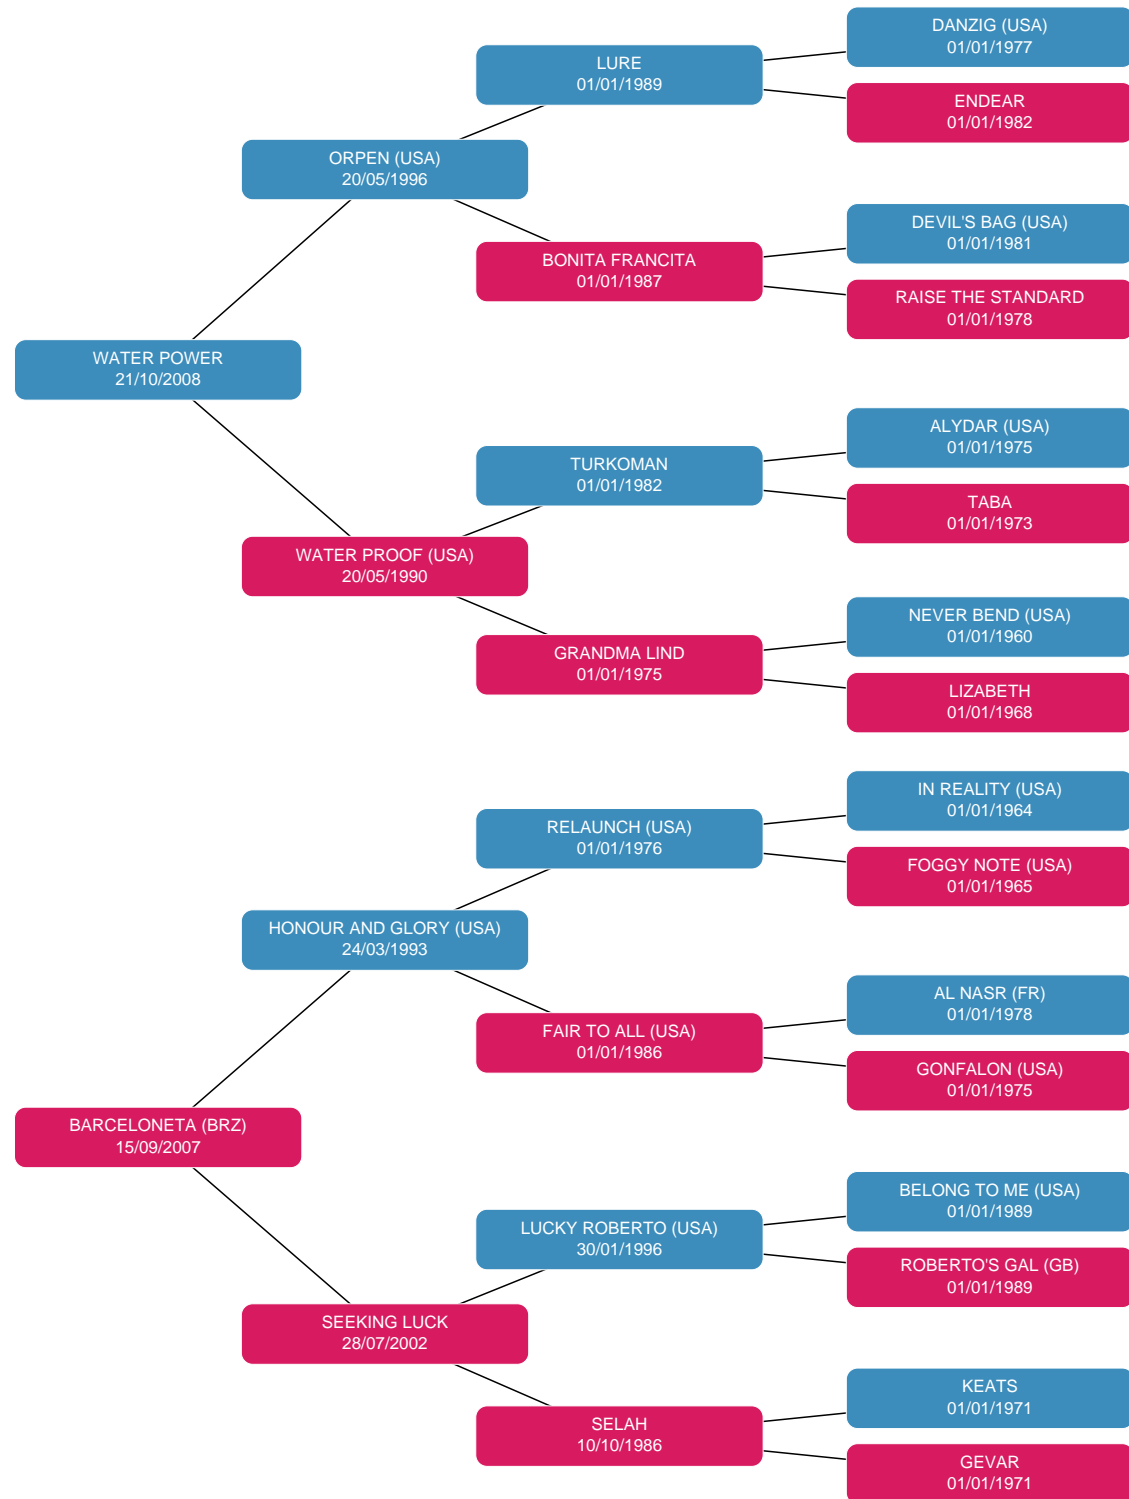 DANZIG (USA)
01/01/1977
LURE
01/01/1989
ENDEAR
01/01/1982
ORPEN (USA)
20/05/1996
DEVIL'S BAG (USA)
01/01/1981
BONITA FRANCITA
01/01/1987
RAISE THE STANDARD
01/01/1978
WATER POWER
21/10/2008
ALYDAR (USA)
01/01/1975
TURKOMAN
01/01/1982
TABA
01/01/1973
WATER PROOF (USA)
20/05/1990
NEVER BEND (USA)
01/01/1960
GRANDMA LIND
01/01/1975
LIZABETH
01/01/1968
IN REALITY (USA)
01/01/1964
RELAUNCH (USA)
01/01/1976
FOGGY NOTE (USA)
01/01/1965
HONOUR AND GLORY (USA)
24/03/1993
AL NASR (FR)
01/01/1978
FAIR TO ALL (USA)
01/01/1986
GONFALON (USA)
01/01/1975
BARCELONETA (BRZ)
15/09/2007
BELONG TO ME (USA)
01/01/1989
LUCKY ROBERTO (USA)
30/01/1996
ROBERTO'S GAL (GB)
01/01/1989
SEEKING LUCK
28/07/2002
KEATS
01/01/1971
SELAH
10/10/1986
GEVAR
01/01/1971